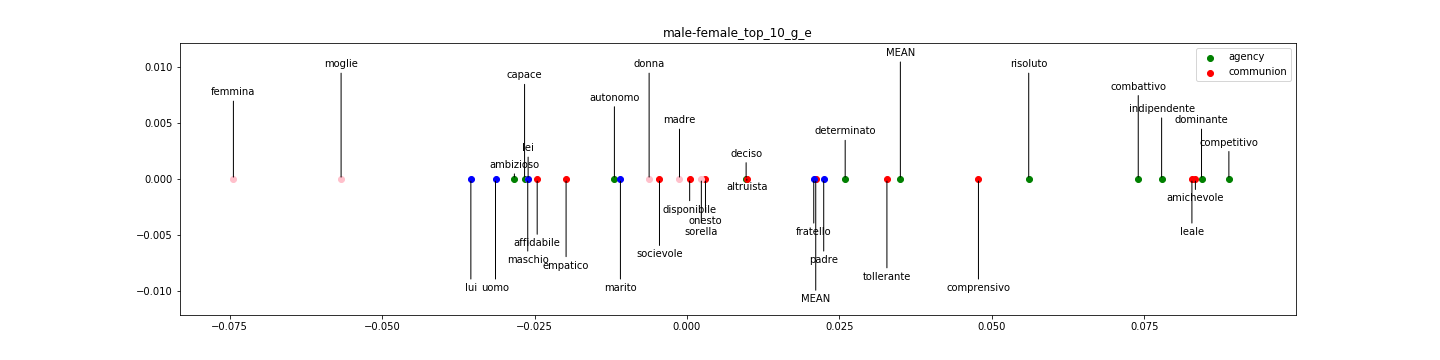 male-female_top_10_g_e
agency
communion
MEAN
moglie
donna
risoluto
capace
combattivo
femmina
autonomo
indipendente
madre
dominante
determinato
competitivo
lei
deciso
ambizioso
altruista
amichevole
disponibile
onesto
sorella
fratello
leale
affidabile
socievole
maschio
padre
empatico
tollerante
lui
uomo
marito
comprensivo
MEAN
0.010
0.005
0.000
−0.005
−0.010
−0.075
−0.050
−0.025
0.000
0.025
0.050
0.075